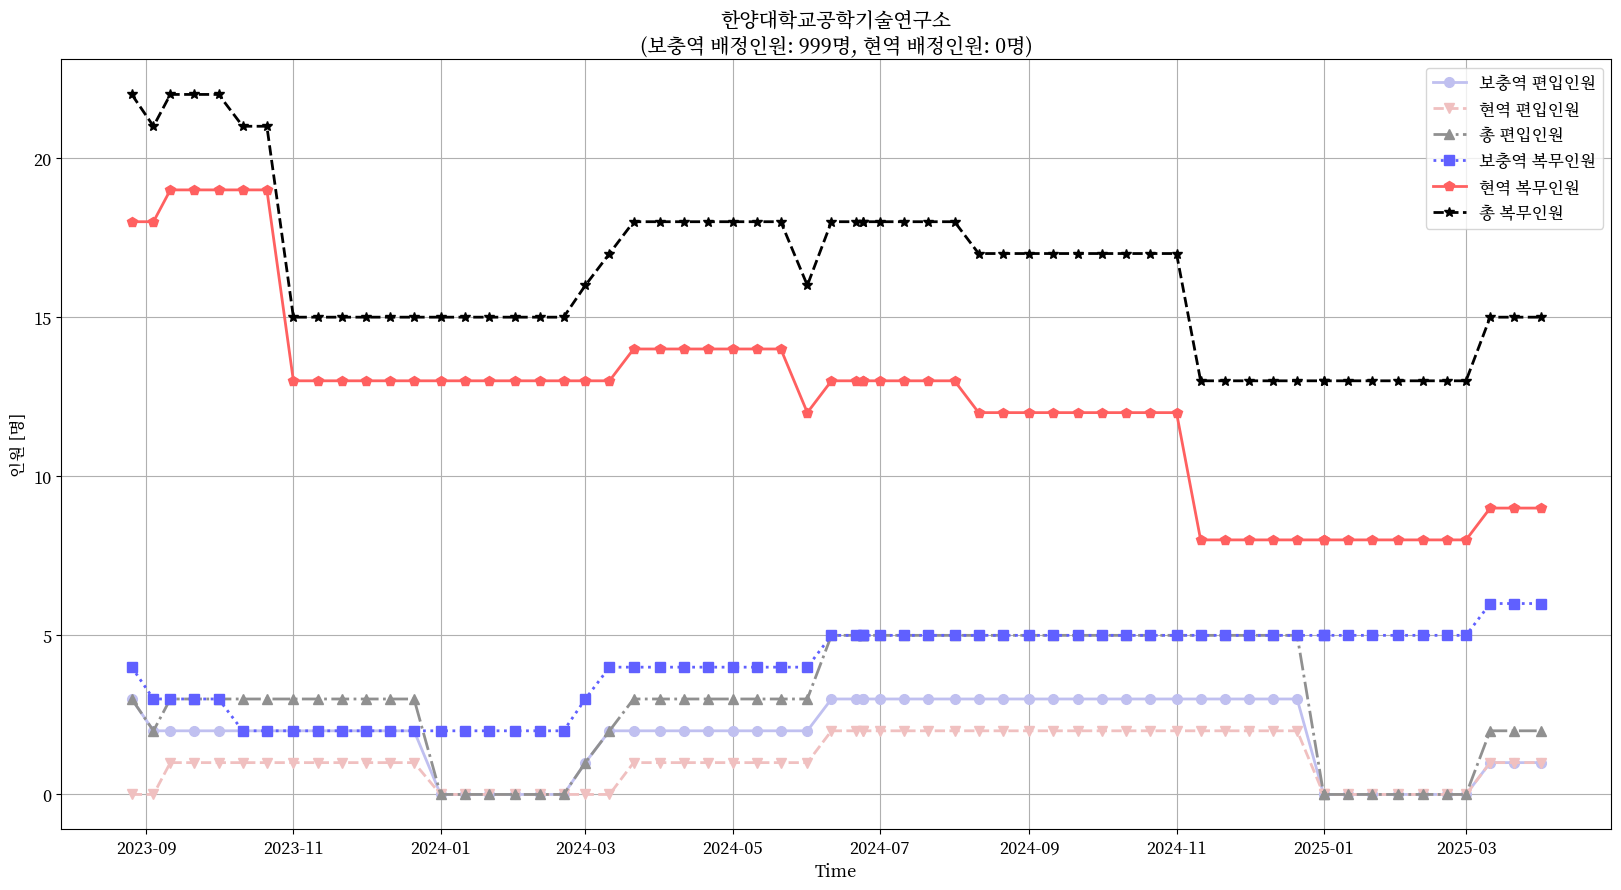 한양대학교공학기술연구소
(보충역 배정인원: 999명, 현역 배정인원: 0명)
보충역 편입인원
현역 편입인원
총 편입인원
보충역 복무인원
현역 복무인원
총 복무인원
인원 [명]
20
15
10
5
0
2023-09
2023-11
2024-01
2024-03
2024-05
2024-07
2024-09
2024-11
2025-01
2025-03
Time